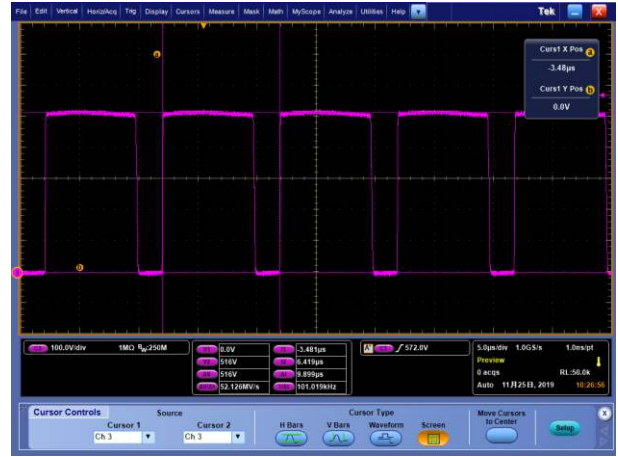 File Edit Vertical Horiz/Acq Trig Display Cursors Measure Mask Math MyScope Analyze Utilities Help Tek X
Curs1 X Pos a
-3.48µs
Curs1 Y Pos b
0.0V
a
b
100.0V/div 1MΩ BW:250M
0.0V -3.481µs
516V 6.419µs
516V 9.899µs
52.126MV/s 101.019kHz
A' 572.0V
5.0µs/div 1.0GS/s 1.0ns/pt
Preview
0 acqs RL:50.0k
Auto 11月25日, 2019 10:26:56
Cursor Controls Source Cursor Type Move Cursors to Center X
Cursor 1 Cursor 2 H Bars V Bars Waveform Screen Setup
Ch 3 Ch 3